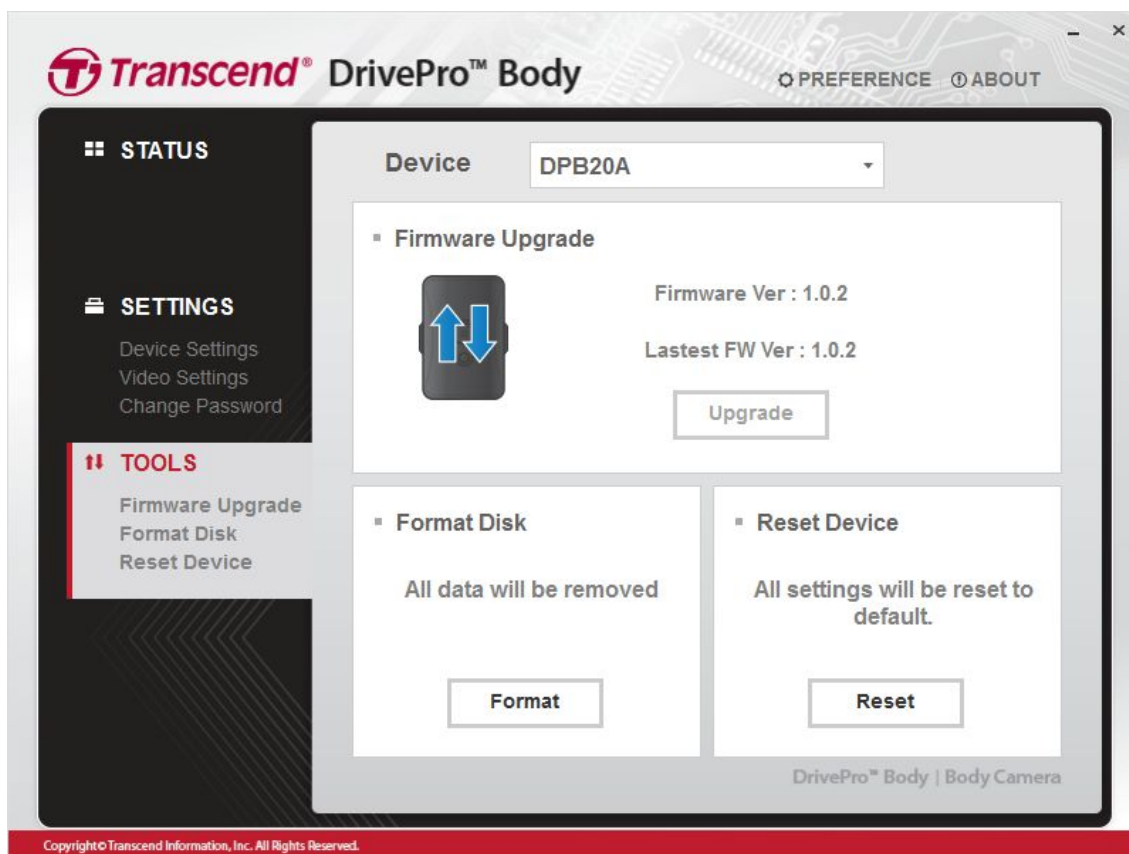 Transcend® DrivePro™ Body
PREFERENCE ABOUT
STATUS
SETTINGS
Device Settings
Video Settings
Change Password
TOOLS
Firmware Upgrade
Format Disk
Reset Device
Device DPB20A
Firmware Upgrade
Firmware Ver : 1.0.2
Lastest FW Ver : 1.0.2
Upgrade
Format Disk
All data will be removed
Format
Reset Device
All settings will be reset to
default.
Reset
DrivePro™ Body | Body Camera
Copyright© Transcend Information, Inc. All Rights Reserved.